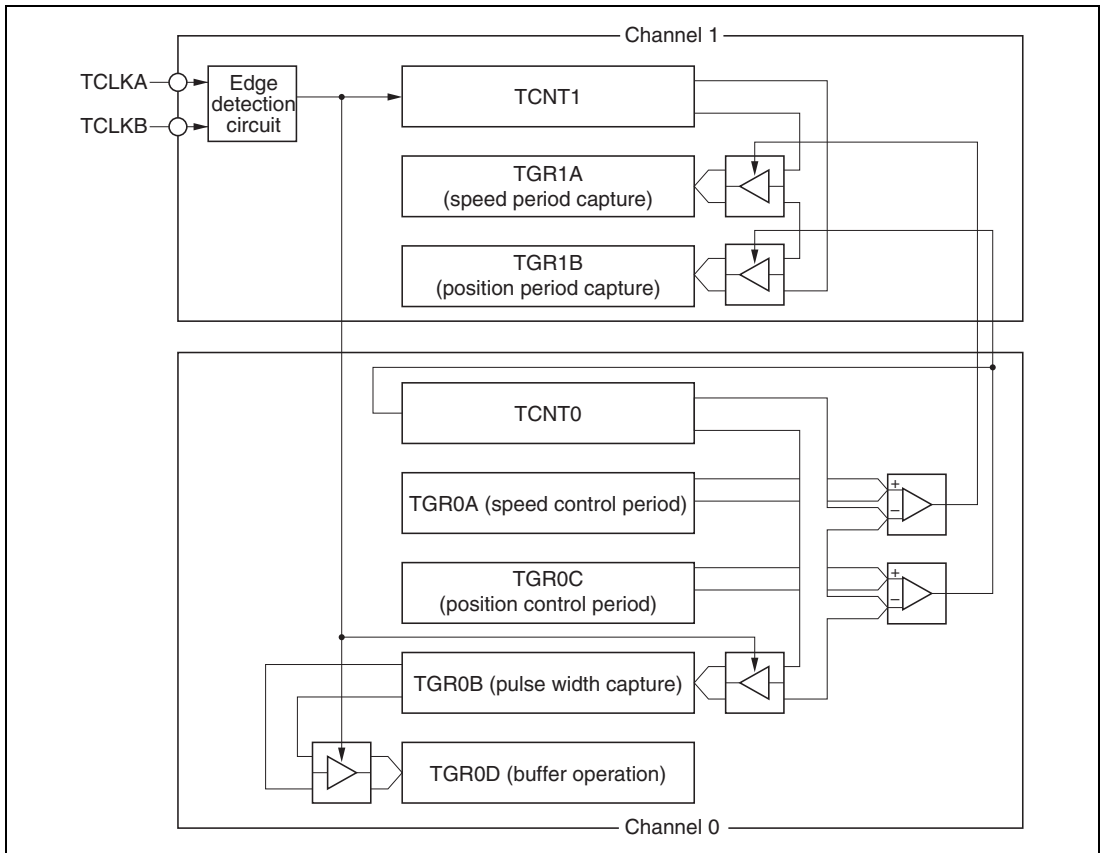 Channel 1
TCLKA
TCLKB
Edge
detection
circuit
TCNT1
TGR1A
(speed period capture)
TGR1B
(position period capture)
TCNT0
TGR0A (speed control period)
+
−
TGR0C
(position control period)
+
−
TGR0B (pulse width capture)
TGR0D (buffer operation)
Channel 0